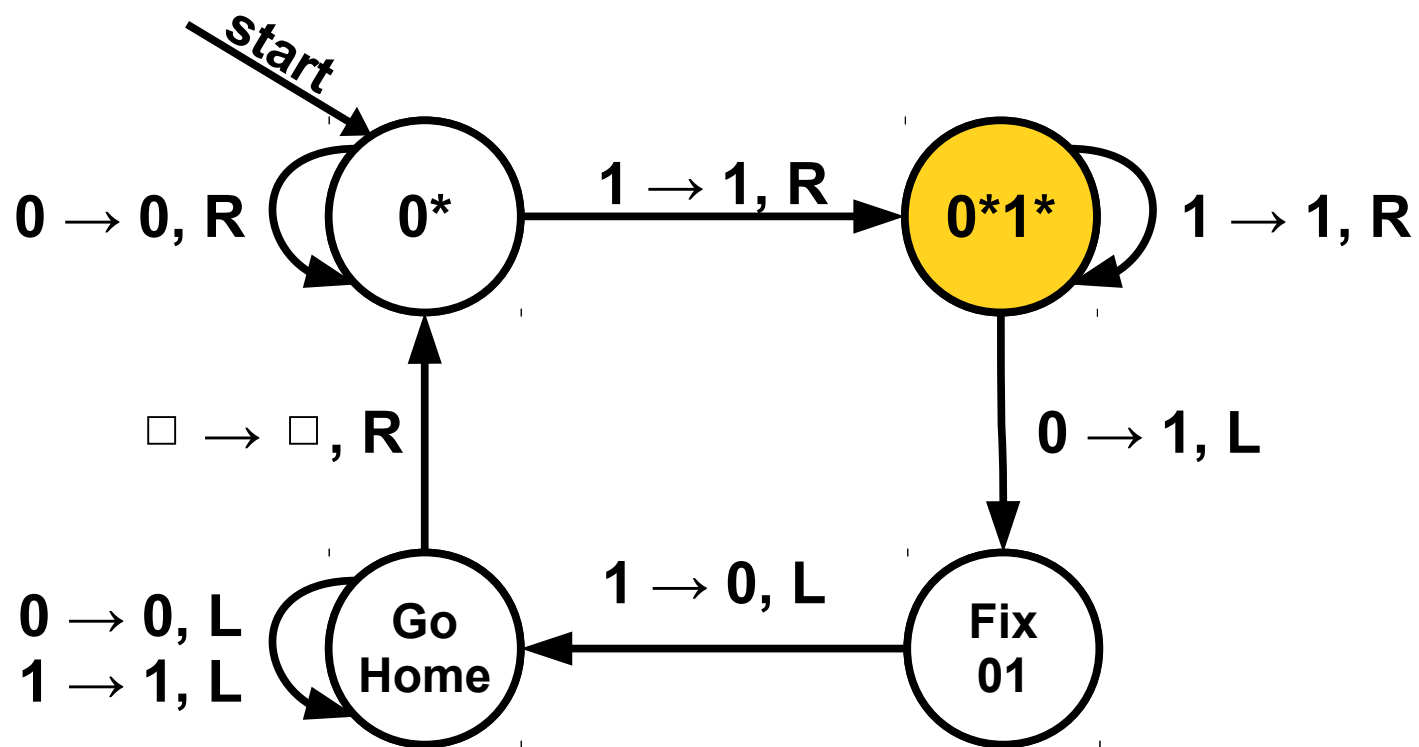 start
0 → 0, R
0*
1 → 1, R
0*1*
1 → 1, R
□ → □, R
0 → 1, L
0 → 0, L
1 → 1, L
Go
Home
1 → 0, L
Fix
01